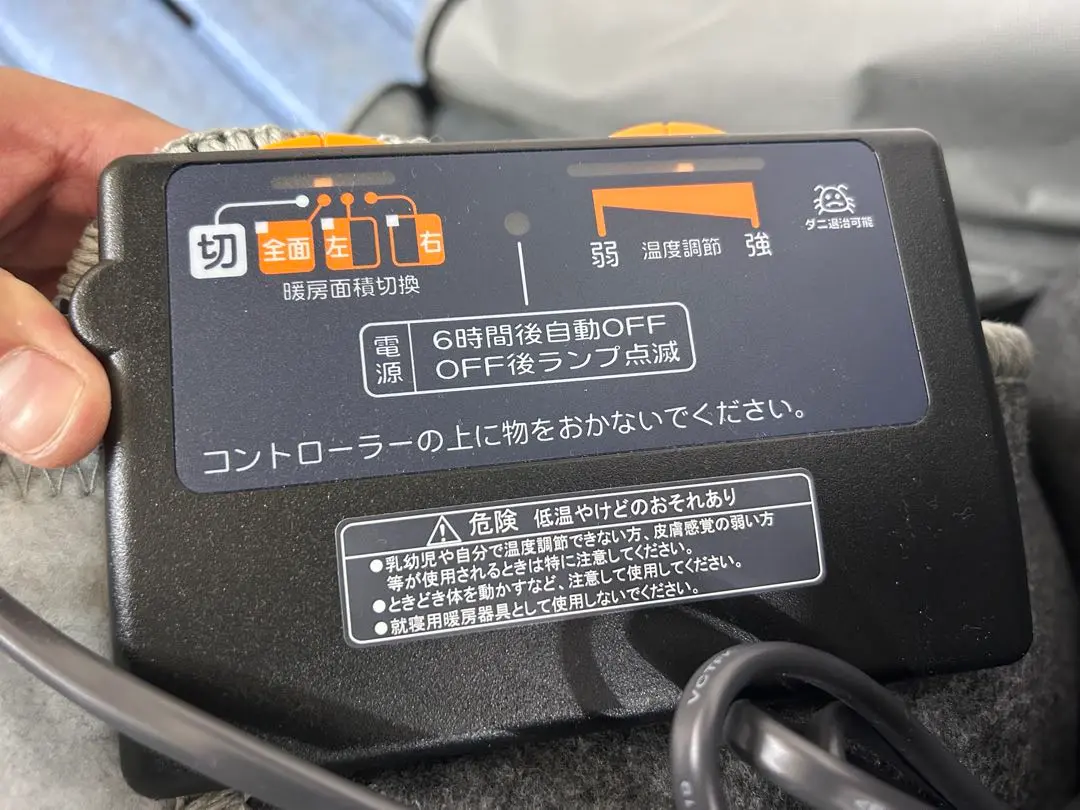 切 全面 左 右
暖房面積切換
弱 温度調節 強
ダニ退治可能
電源
6時間後自動OFF
OFF後ランプ点滅
コントローラーの上に物をおかないでください。
危険 低温やけどのおそれあり
●乳幼児や自分で温度調節できない方、皮膚感覚の弱い方
等が使用されるときは特に注意してください。
●ときどき体を動かすなど、注意して使用してください。
●就寝用暖房器具として使用しないでください。